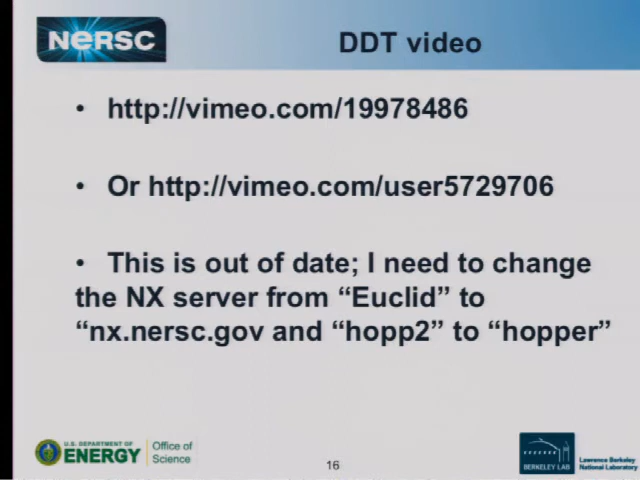 NERSC
DDT video
• http://vimeo.com/19978486
• Or http://vimeo.com/user5729706
• This is out of date; I need to change
the NX server from “Euclid” to
“nx.nersc.gov and “hopp2” to “hopper”
U.S. DEPARTMENT OF
ENERGY
Office of
Science
16
BERKELEY LAB
Lawrence Berkeley
National Laboratory